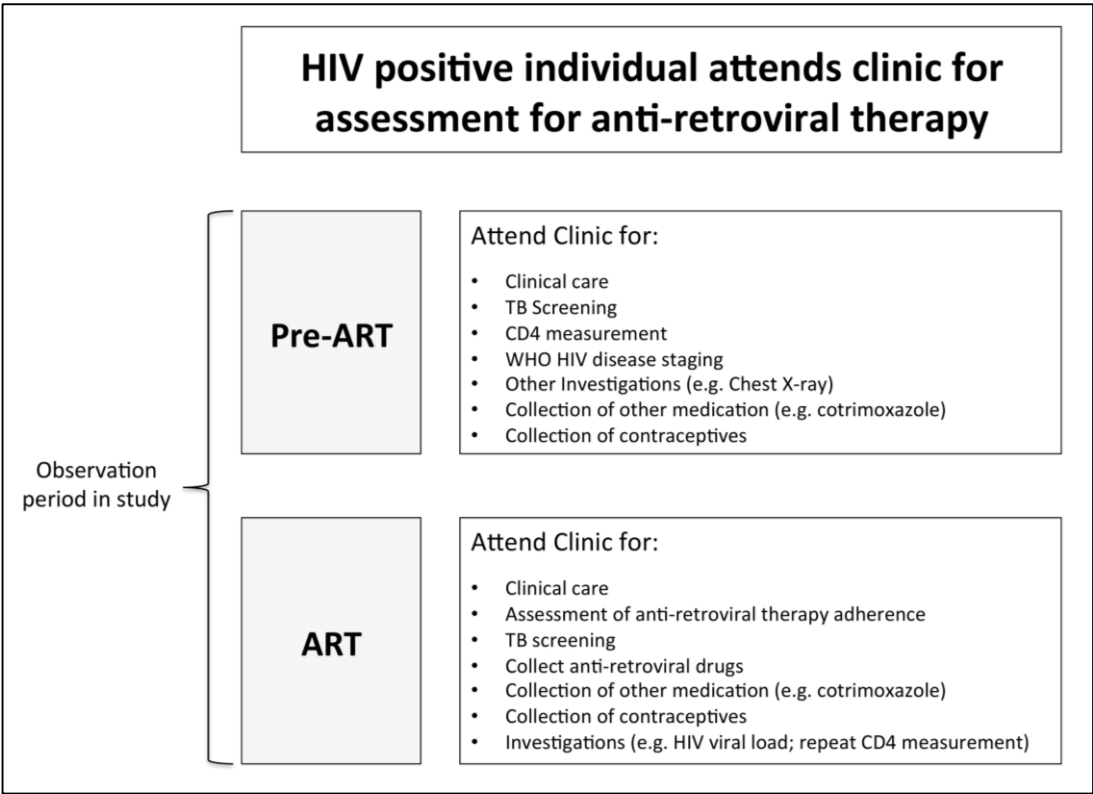 HIV positive individual attends clinic for
assessment for anti-retroviral therapy
Observation
period in study
Pre-ART
Attend Clinic for:
• Clinical care
• TB Screening
• CD4 measurement
• WHO HIV disease staging
• Other Investigations (e.g. Chest X-ray)
• Collection of other medication (e.g. cotrimoxazole)
• Collection of contraceptives
ART
Attend Clinic for:
• Clinical care
• Assessment of anti-retroviral therapy adherence
• TB screening
• Collect anti-retroviral drugs
• Collection of other medication (e.g. cotrimoxazole)
• Collection of contraceptives
• Investigations (e.g. HIV viral load; repeat CD4 measurement)